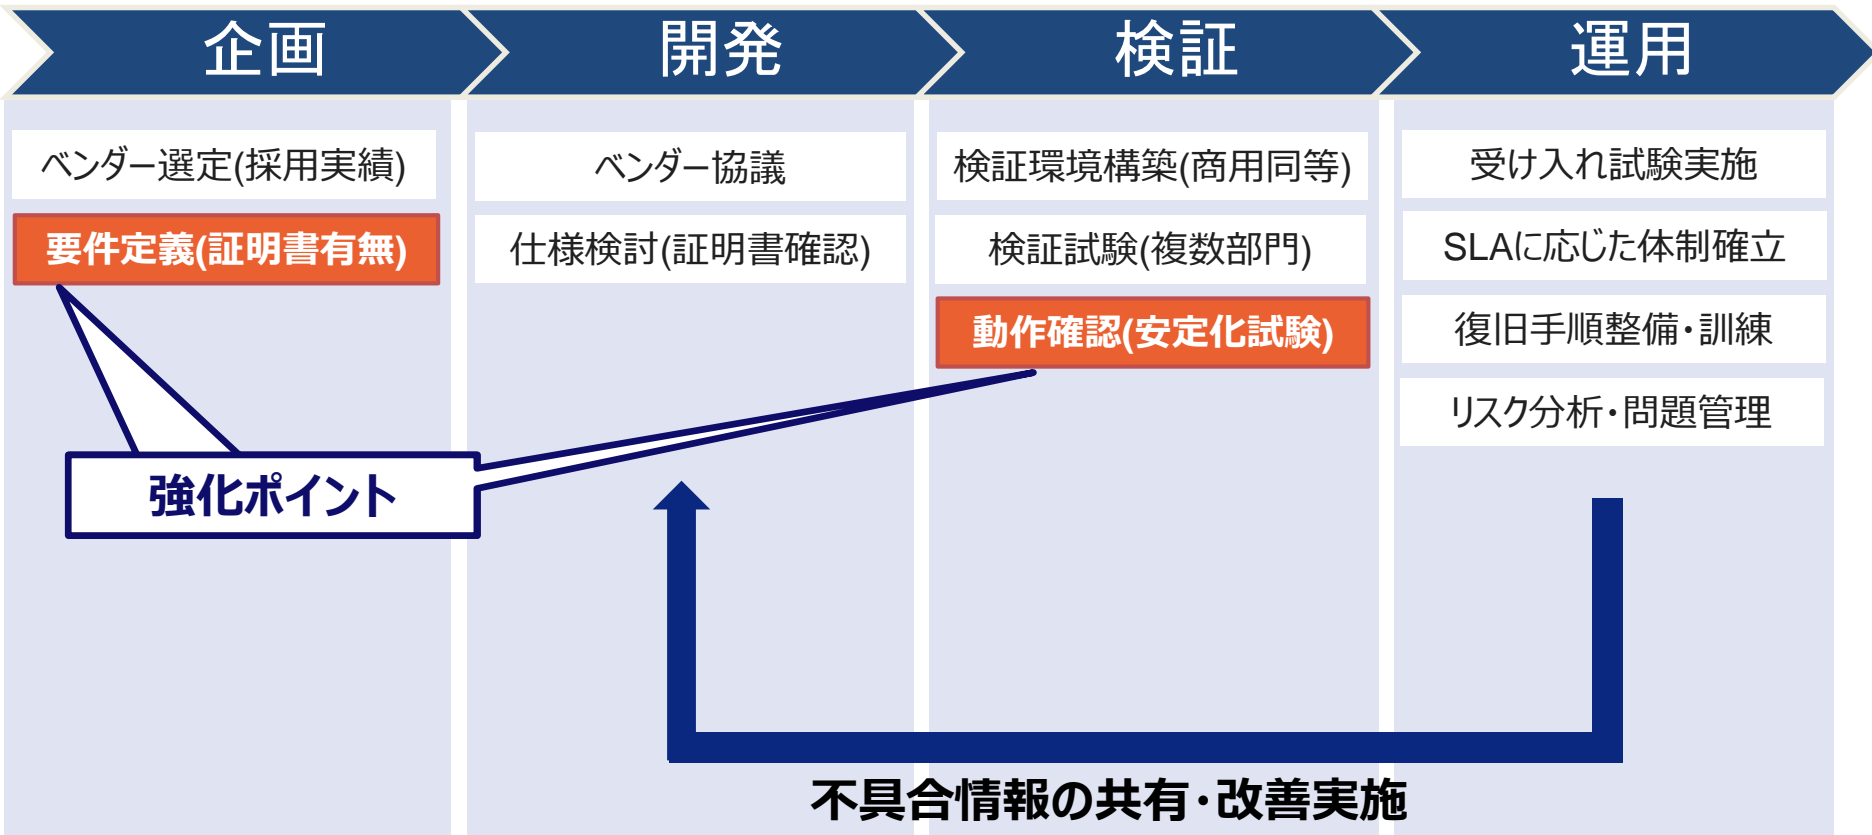 企画
開発
検証
運用
ベンダー選定(採用実績)
要件定義(証明書有無)
ベンダー協議
仕様検討(証明書確認)
検証環境構築(商用同等)
検証試験(複数部門)
動作確認(安定化試験)
受け入れ試験実施
SLAに応じた体制確立
復旧手順整備・訓練
リスク分析・問題管理
強化ポイント
不具合情報の共有・改善実施